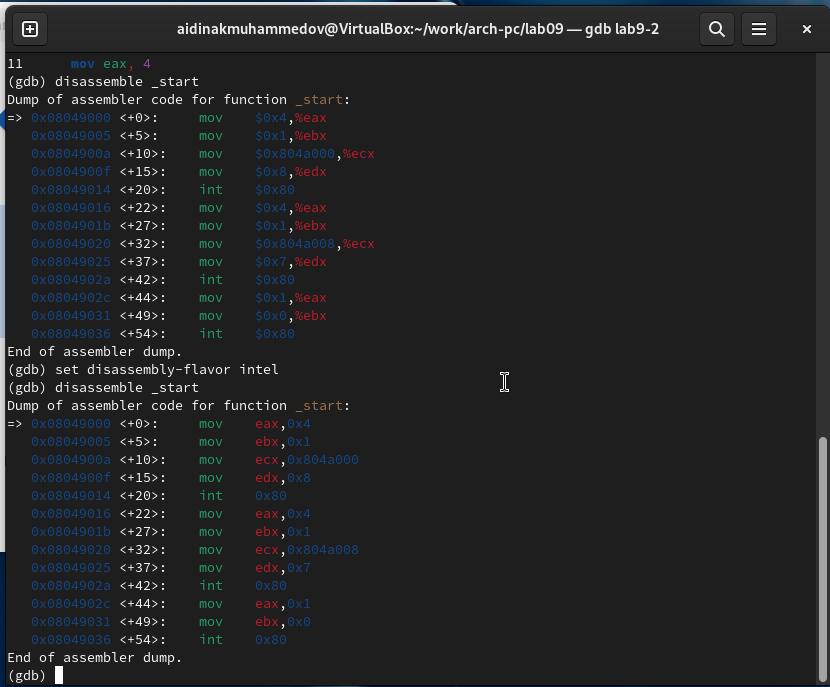 aidinakmuhammedov@VirtualBox:~/work/arch-pc/lab09 — gdb lab9-2
11      mov eax, 4
(gdb) disassemble _start
Dump of assembler code for function _start:
=> 0x08049000 <+0>:     mov    $0x4,%eax
   0x08049005 <+5>:     mov    $0x1,%ebx
   0x0804900a <+10>:    mov    $0x804a000,%ecx
   0x0804900f <+15>:    mov    $0x8,%edx
   0x08049014 <+20>:    int    $0x80
   0x08049016 <+22>:    mov    $0x4,%eax
   0x0804901b <+27>:    mov    $0x1,%ebx
   0x08049020 <+32>:    mov    $0x804a008,%ecx
   0x08049025 <+37>:    mov    $0x7,%edx
   0x0804902a <+42>:    int    $0x80
   0x0804902c <+44>:    mov    $0x1,%eax
   0x08049031 <+49>:    mov    $0x0,%ebx
   0x08049036 <+54>:    int    $0x80
End of assembler dump.
(gdb) set disassembly-flavor intel
(gdb) disassemble _start
Dump of assembler code for function _start:
=> 0x08049000 <+0>:     mov    eax,0x4
   0x08049005 <+5>:     mov    ebx,0x1
   0x0804900a <+10>:    mov    ecx,0x804a000
   0x0804900f <+15>:    mov    edx,0x8
   0x08049014 <+20>:    int    0x80
   0x08049016 <+22>:    mov    eax,0x4
   0x0804901b <+27>:    mov    ebx,0x1
   0x08049020 <+32>:    mov    ecx,0x804a008
   0x08049025 <+37>:    mov    edx,0x7
   0x0804902a <+42>:    int    0x80
   0x0804902c <+44>:    mov    eax,0x1
   0x08049031 <+49>:    mov    ebx,0x0
   0x08049036 <+54>:    int    0x80
End of assembler dump.
(gdb)